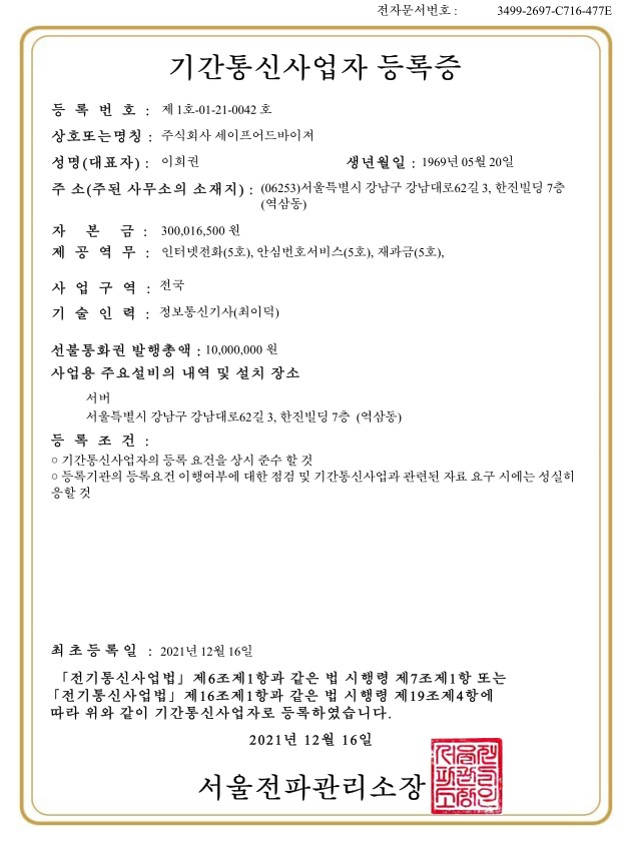 전자문서번호 : 3499-2697-C716-477E
기간통신사업자 등록증
등 록 번 호 : 제 1호-01-21-0042 호
상호또는명칭 : 주식회사 세이프어드바이저
성명(대표자) : 이희권 생년월일 : 1969년 05월 20일
주 소(주된 사무소의 소재지) : (06253)서울특별시 강남구 강남대로62길 3, 한진빌딩 7층
(역삼동)
자 본 금 : 300,016,500 원
제 공 역 무 : 인터넷전화(5호), 안심번호서비스(5호), 재과금(5호),
사 업 구 역 : 전국
기 술 인 력 : 정보통신기사(최이덕)
선불통화권 발행총액 : 10,000,000 원
사업용 주요설비의 내역 및 설치 장소
서버
서울특별시 강남구 강남대로62길 3, 한진빌딩 7층 (역삼동)
등 록 조 건 :
○ 기간통신사업자의 등록 요건을 상시 준수 할 것
○ 등록기관의 등록요건 이행여부에 대한 점검 및 기간통신사업과 관련된 자료 요구 시에는 성실히
응할 것
최초등록일 : 2021년 12월 16일
「전기통신사업법」제6조제1항과 같은 법 시행령 제7조제1항 또는
「전기통신사업법」제16조제1항과 같은 법 시행령 제19조제4항에
따라 위와 같이 기간통신사업자로 등록하였습니다.
2021년 12월 16일
서울전파관리소장